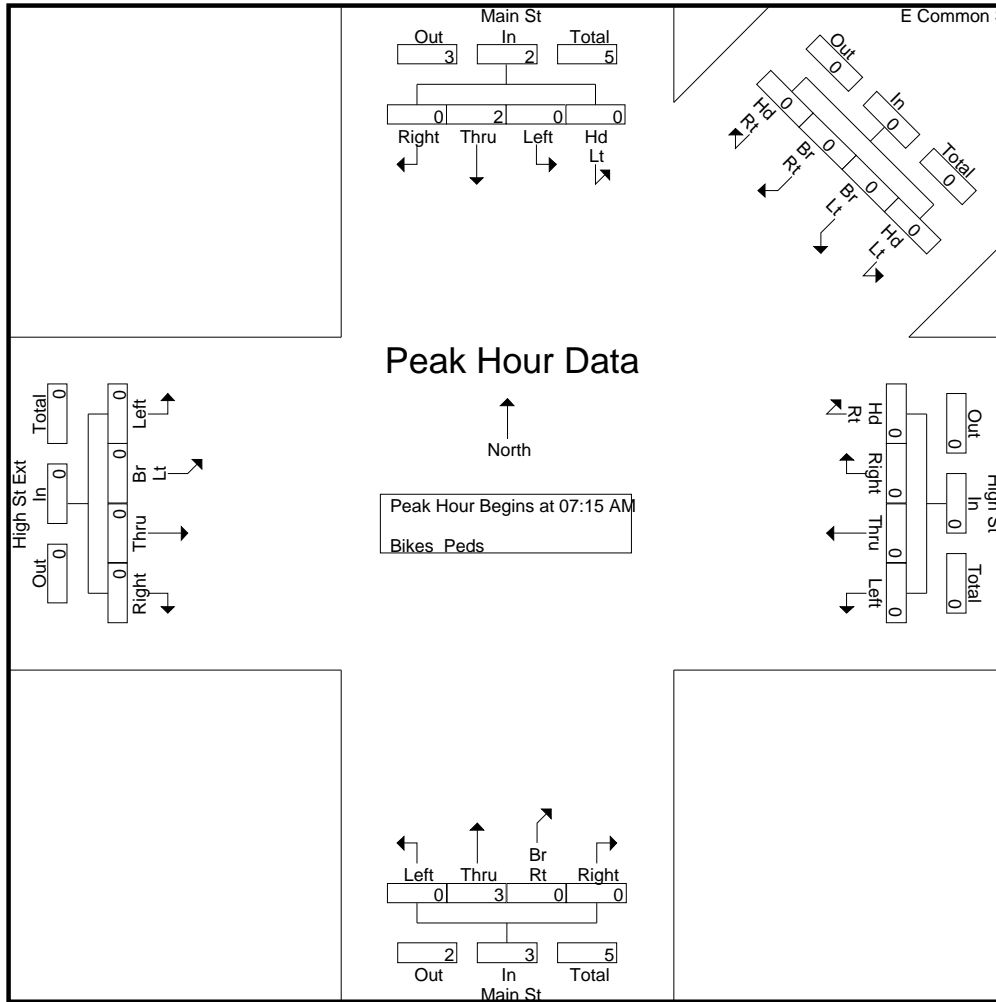 Main St
Out In Total
3 2 5
0 2 0 0
Right Thru Left Hd
Lt
E Common
Out
0
In
0
Total
0
0 0 0 0
Hd
Rt
Br
Rt
Br
Lt
Hd
Lt
Peak Hour Data
North
Peak Hour Begins at 07:15 AM
Bikes Peds
High St Ext
Total In Out
0 0 0
0 0 0 0
Left
Br
Lt
Thru
Right
Hd
Rt
Right
Thru
Left
0 0 0 0
Out In Total
0 0 0
High St
Br
Left Thru Rt Right
0 3 0 0
2 3 5
Out In Total
Main St